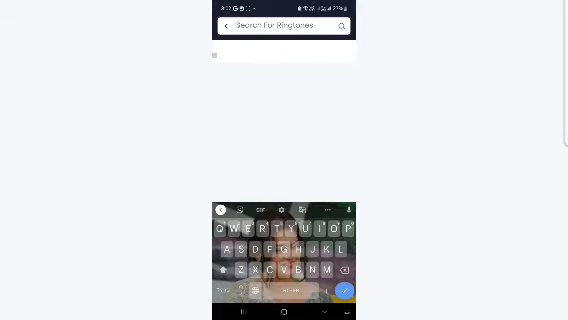 Search For Ringtones
GIF
Q W E R T Y U I O P
A S D F G H J K L
Z X C V B N M